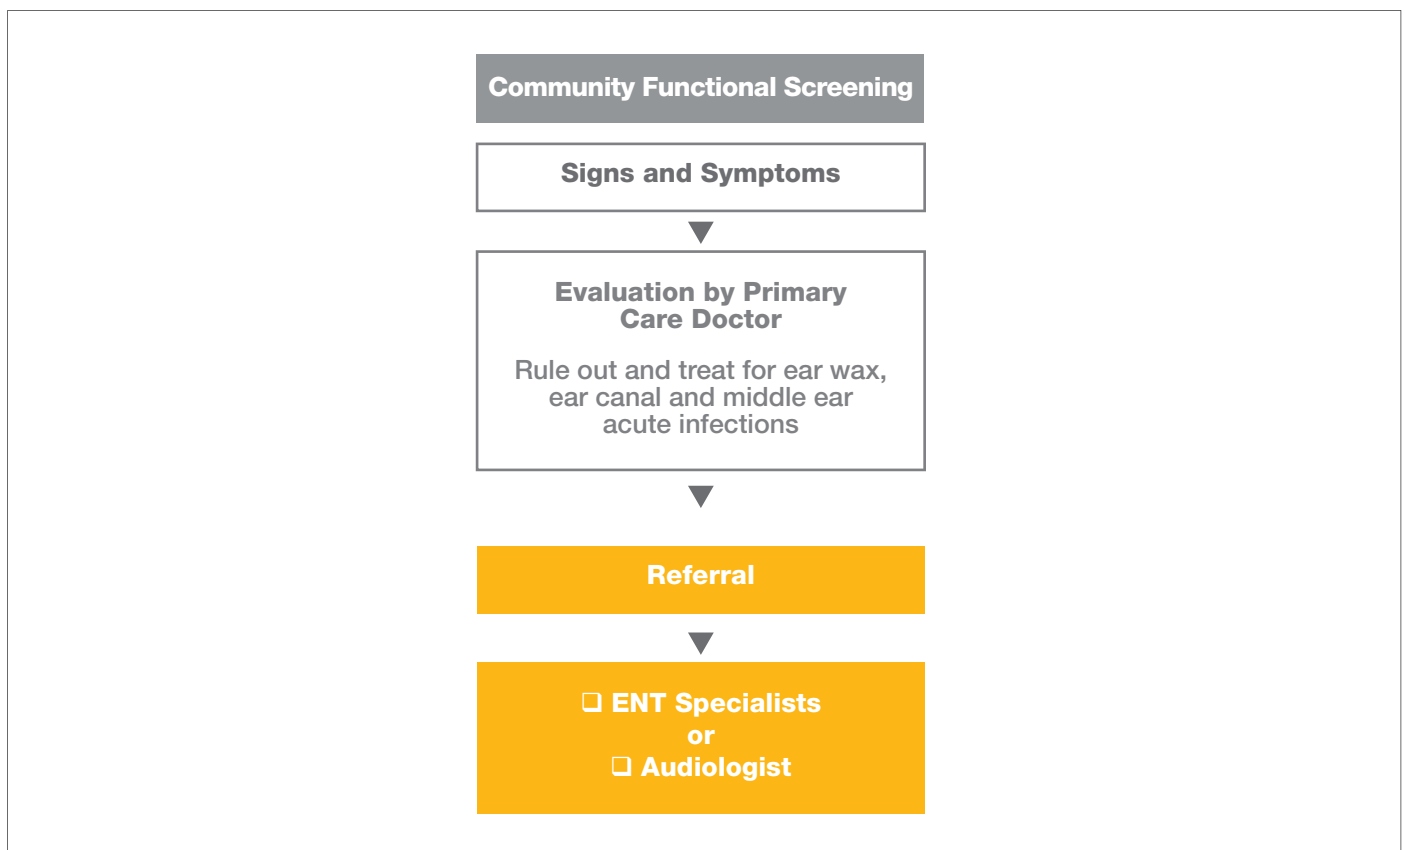 Community Functional Screening
Signs and Symptoms
Evaluation by Primary
Care Doctor
Rule out and treat for ear wax,
ear canal and middle ear
acute infections
Referral
❑ ENT Specialists
or
❑ Audiologist